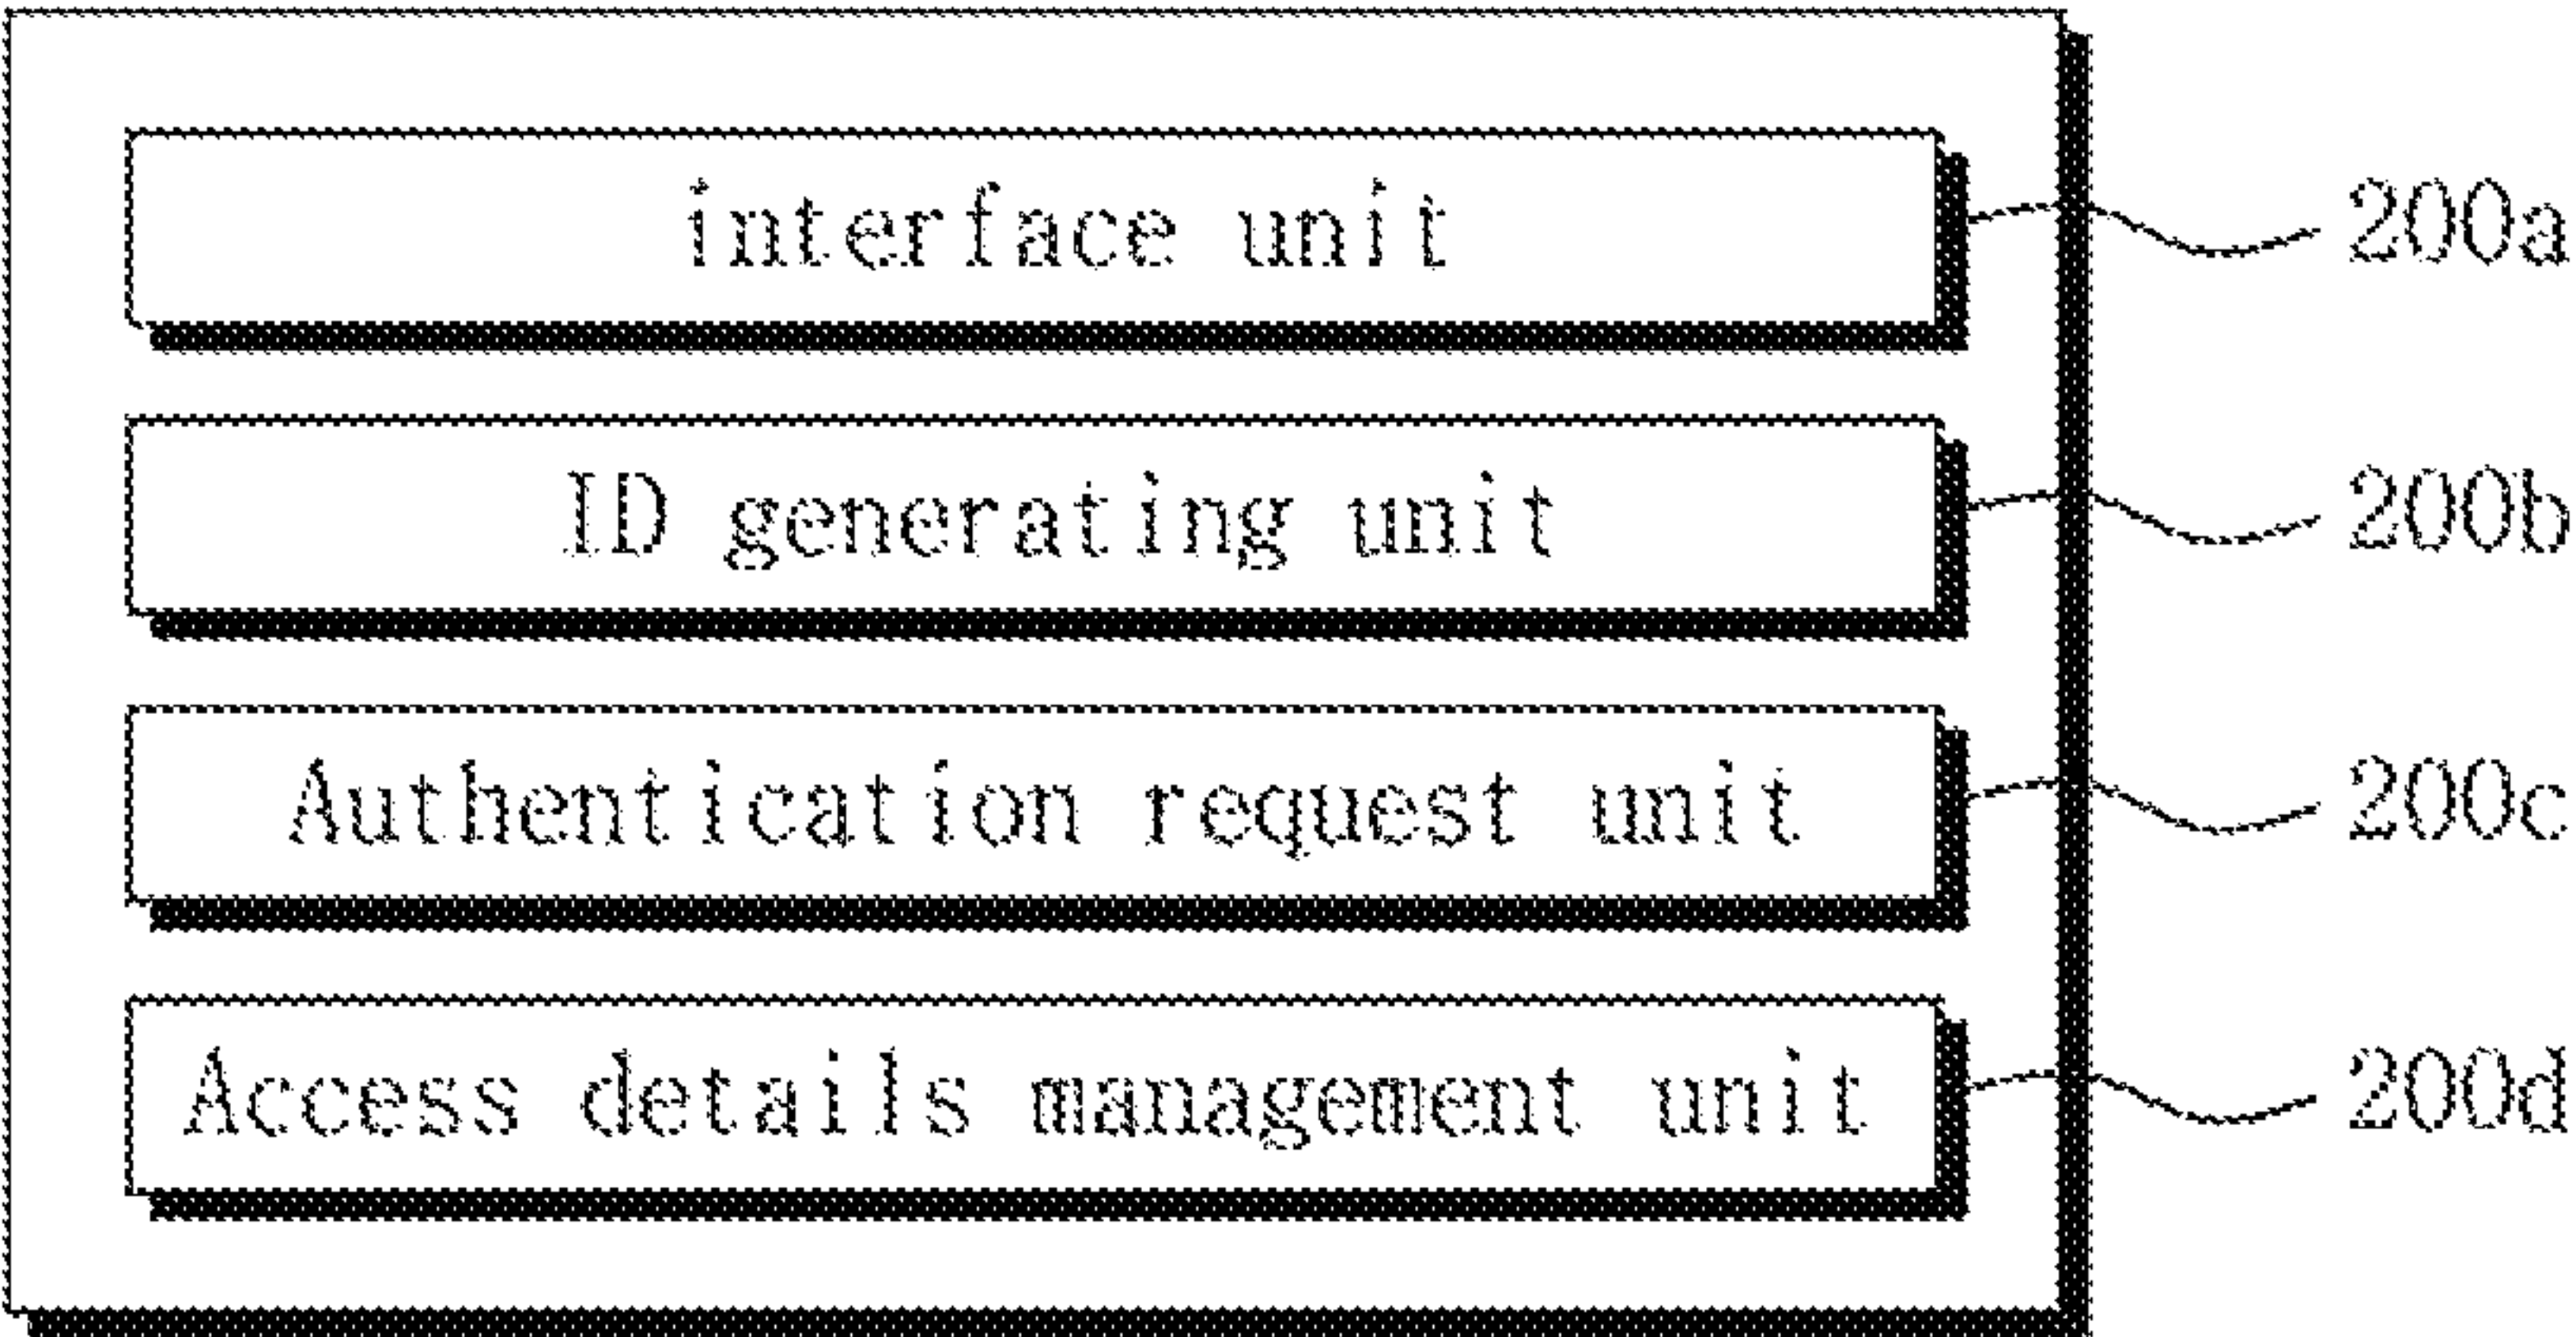 interface unit 200a
ID generating unit 200b
Authentication request unit 200c
Access details management unit 200d